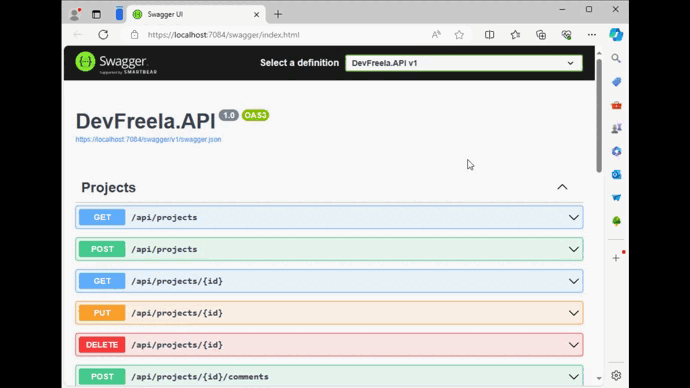 Swagger UI
https://localhost:7084/swagger/index.html
Swagger
Supported by SMARTBEAR
Select a definition
DevFreela.API v1
DevFreela.API 1.0 OAS3
https://localhost:7084/swagger/v1/swagger.json
Projects
GET /api/projects
POST /api/projects
GET /api/projects/{id}
PUT /api/projects/{id}
DELETE /api/projects/{id}
POST /api/projects/{id}/comments